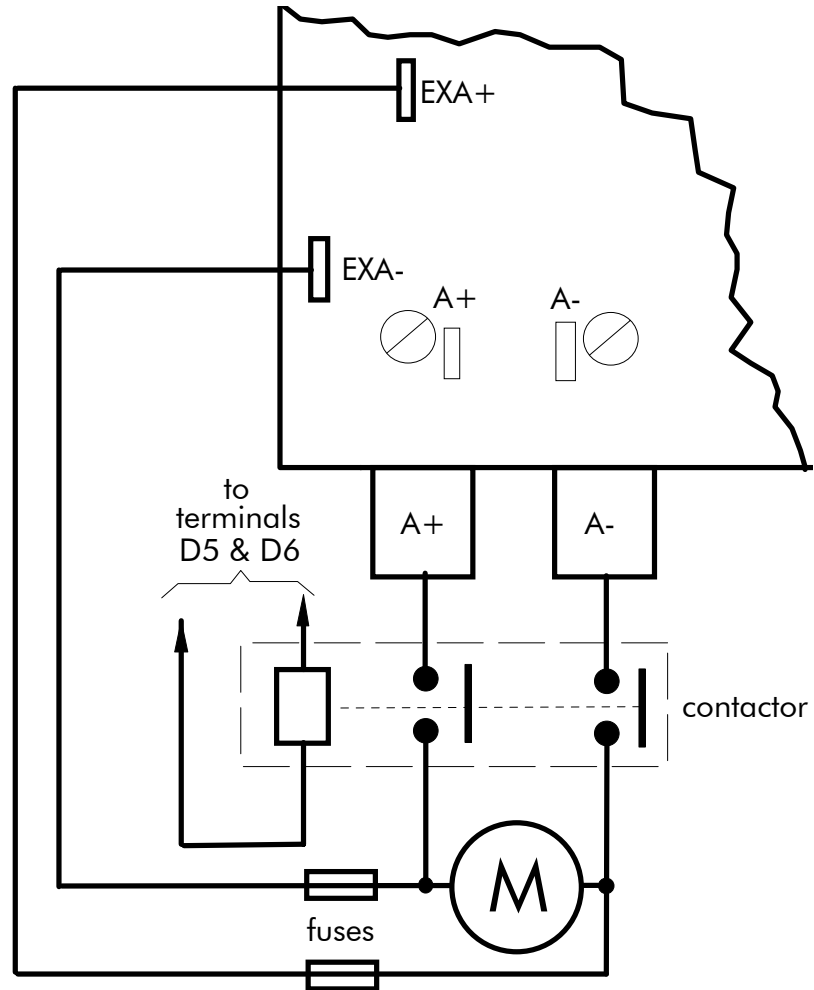 EXA+
EXA-
A+
A-
to
terminals
D5 & D6
A+
A-
contactor
M
fuses